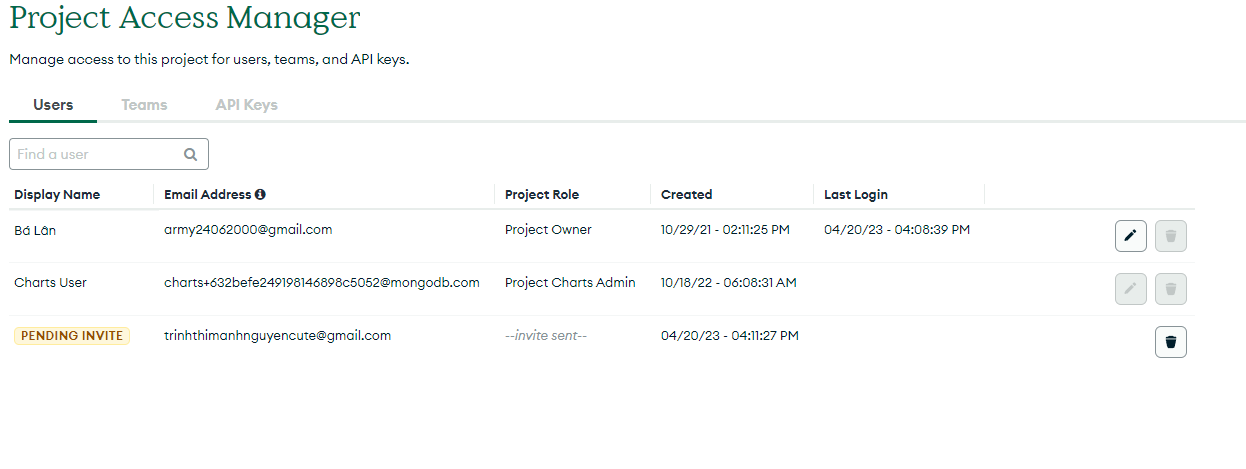 Project Access Manager
Manage access to this project for users, teams, and API keys.
Users Teams API Keys
Find a user
Display Name Email Address Project Role Created Last Login
Bá Lân army24062000@gmail.com Project Owner 10/29/21 - 02:11:25 PM 04/20/23 - 04:08:39 PM
Charts User charts+632befe249198146898c5052@mongodb.com Project Charts Admin 10/18/22 - 06:08:31 AM
PENDING INVITE trinhthimanhnguyencute@gmail.com --invite sent-- 04/20/23 - 04:11:27 PM